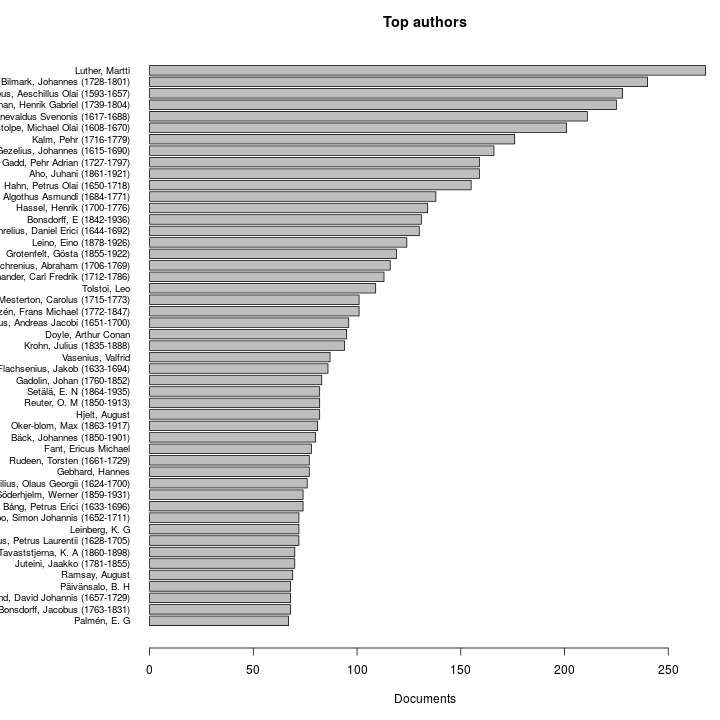 Top authors
Luther, Martti
Bilmark, Johannes (1728-1801)
Aeschillus Olai (1593-1657)
Henrik Gabriel (1739-1804)
Svenonis (1617-1688)
Michael Olai (1608-1670)
Kalm, Pehr (1716-1779)
Gezelius, Johannes (1615-1690)
Gadd, Pehr Adrian (1727-1797)
Aho, Juhani (1861-1921)
Hahn, Petrus Olai (1650-1718)
Algothus Asmundi (1684-1771)
Hassel, Henrik (1700-1776)
Bonsdorff, E (1842-1936)
Daniel Erici (1644-1692)
Leino, Eino (1878-1926)
Grotenfelt, Gösta (1855-1922)
Abraham (1706-1769)
Carl Fredrik (1712-1786)
Tolstoi, Leo
Mesterton, Carolus (1715-1773)
Frans Michael (1772-1847)
Andreas Jacobi (1651-1700)
Doyle, Arthur Conan
Krohn, Julius (1835-1888)
Vasenius, Valfrid
Flachsenius, Jakob (1633-1694)
Gadolin, Johan (1760-1852)
Setälä, E. N (1864-1935)
Reuter, O. M (1850-1913)
Hjelt, August
Oker-blom, Max (1863-1917)
Bäck, Johannes (1850-1901)
Fant, Ericus Michael
Rudeen, Torsten (1661-1729)
Gebhard, Hannes
Olaus Georgii (1624-1700)
Söderhjelm, Werner (1859-1931)
Bång, Petrus Erici (1633-1696)
Simon Johannis (1652-1711)
Leinberg, K. G
Petrus Laurentii (1628-1705)
Tavaststjerna, K. A (1860-1898)
Juteini, Jaakko (1781-1855)
Ramsay, August
Päivänsalo, B. H
David Johannis (1657-1729)
Bonsdorff, Jacobus (1763-1831)
Palmén, E. G
0 50 100 150 200 250
Documents